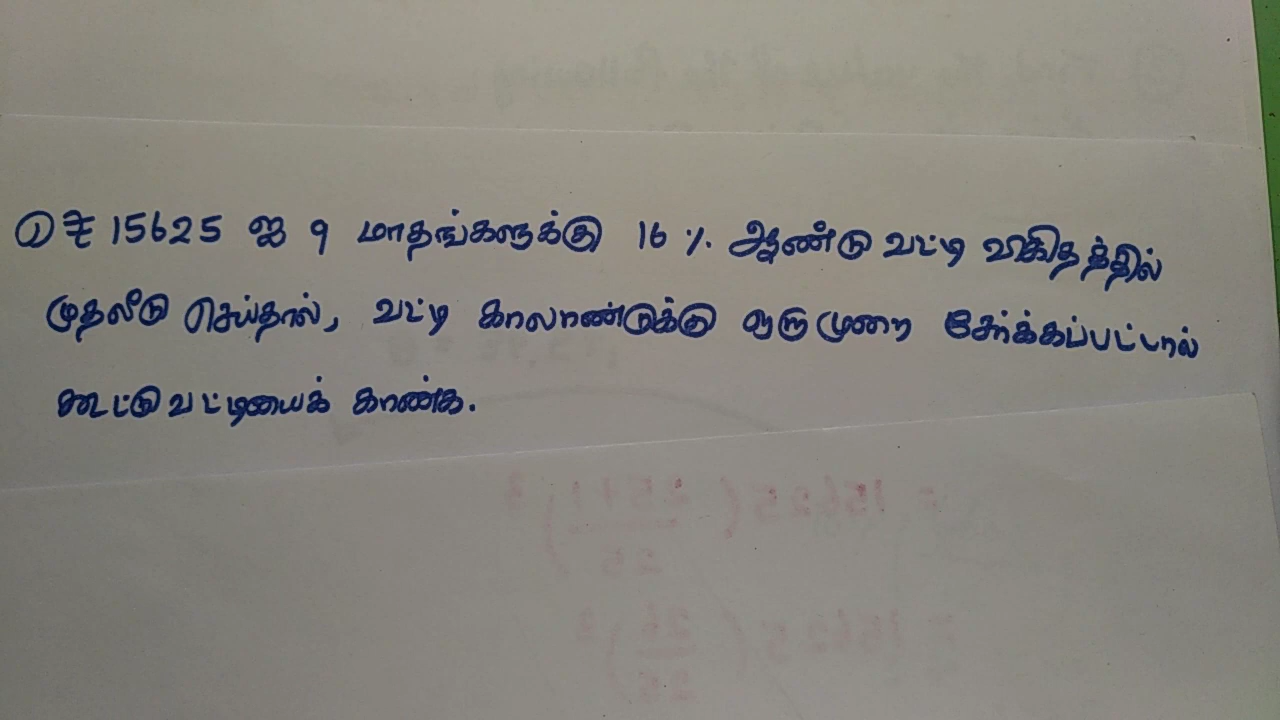 ① ₹ 15625 ஐ 9 மாதங்களுக்கு 16 % ஆண்டு வட்டி விகிதத்தில்
முதலீடு செய்தால், வட்டி காலாண்டுக்கு ஒரு முறை சேர்க்கப்பட்டால்
கூட்டு வட்டியைக் காண்க.